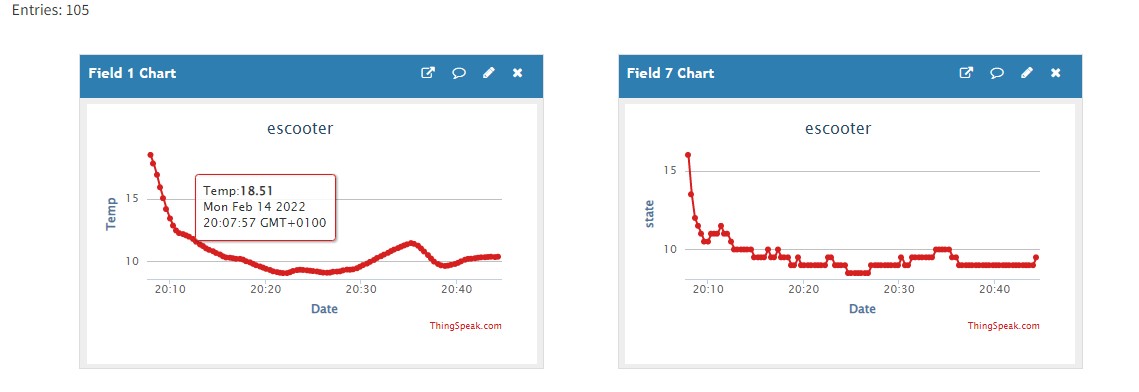 Entries: 105
Field 1 Chart
escooter
Temp
15
10
Temp:18.51
Mon Feb 14 2022
20:07:57 GMT+0100
20:10 20:20 20:30 20:40
Date
ThingSpeak.com
Field 7 Chart
escooter
state
15
10
20:10 20:20 20:30 20:40
Date
ThingSpeak.com